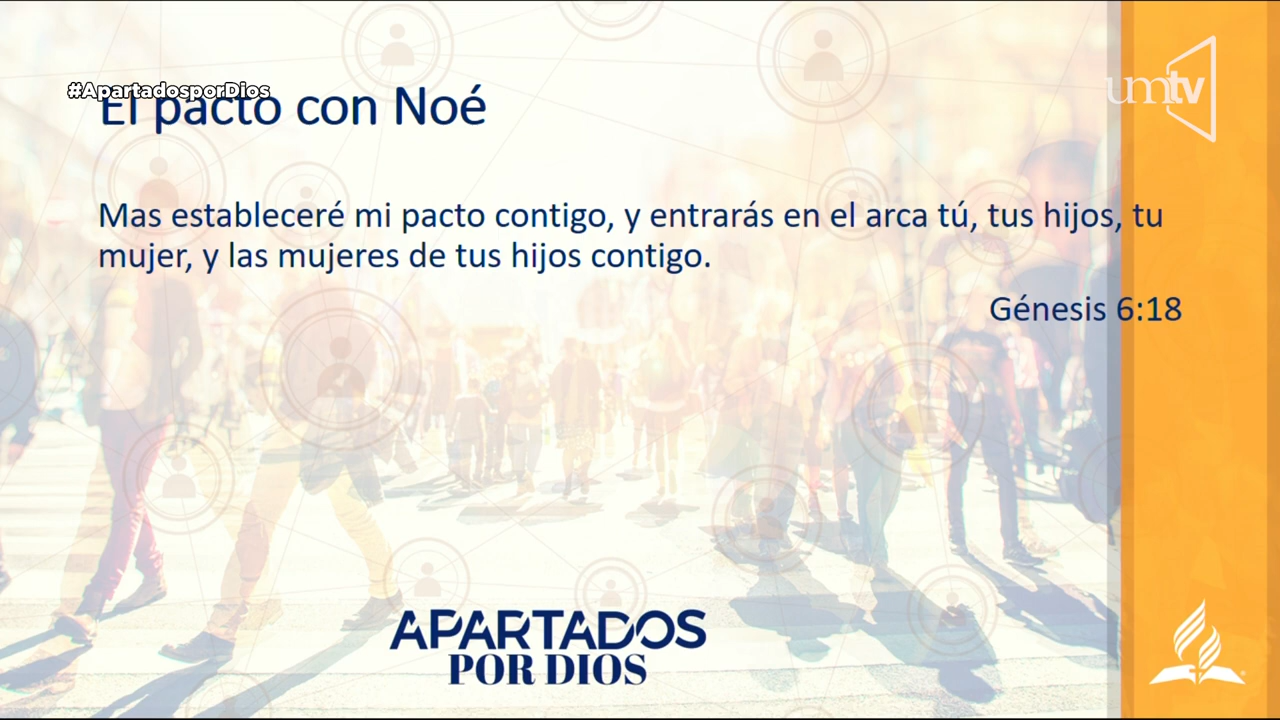 #ApartadosporDios
El pacto con Noé
umtv
Mas estableceré mi pacto contigo, y entrarás en el arca tú, tus hijos, tu
mujer, y las mujeres de tus hijos contigo.
Génesis 6:18
APARTADOS
POR DIOS